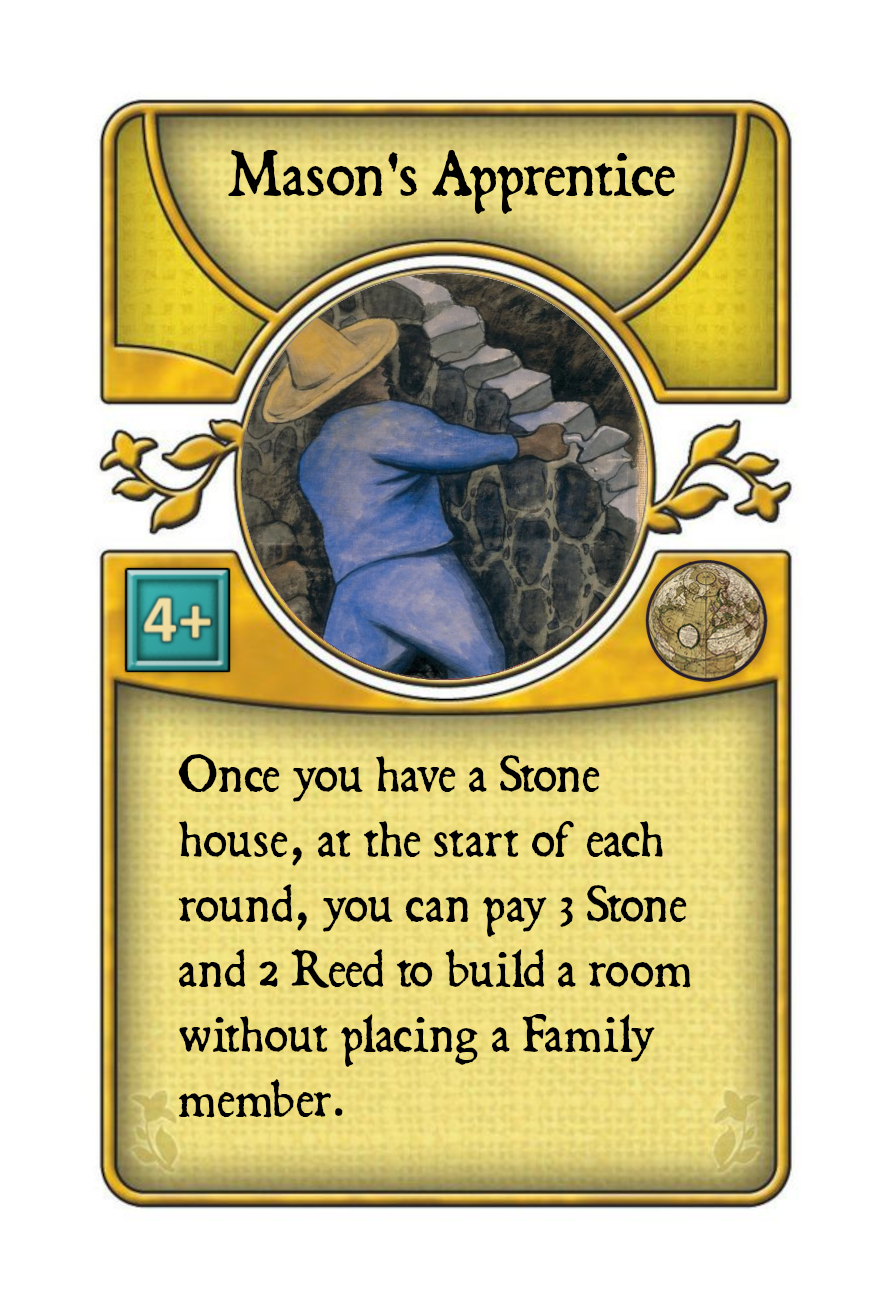 Mason's Apprentice
4+
Once you have a Stone
house, at the start of each
round, you can pay 3 Stone
and 2 Reed to build a room
without placing a Family
member.